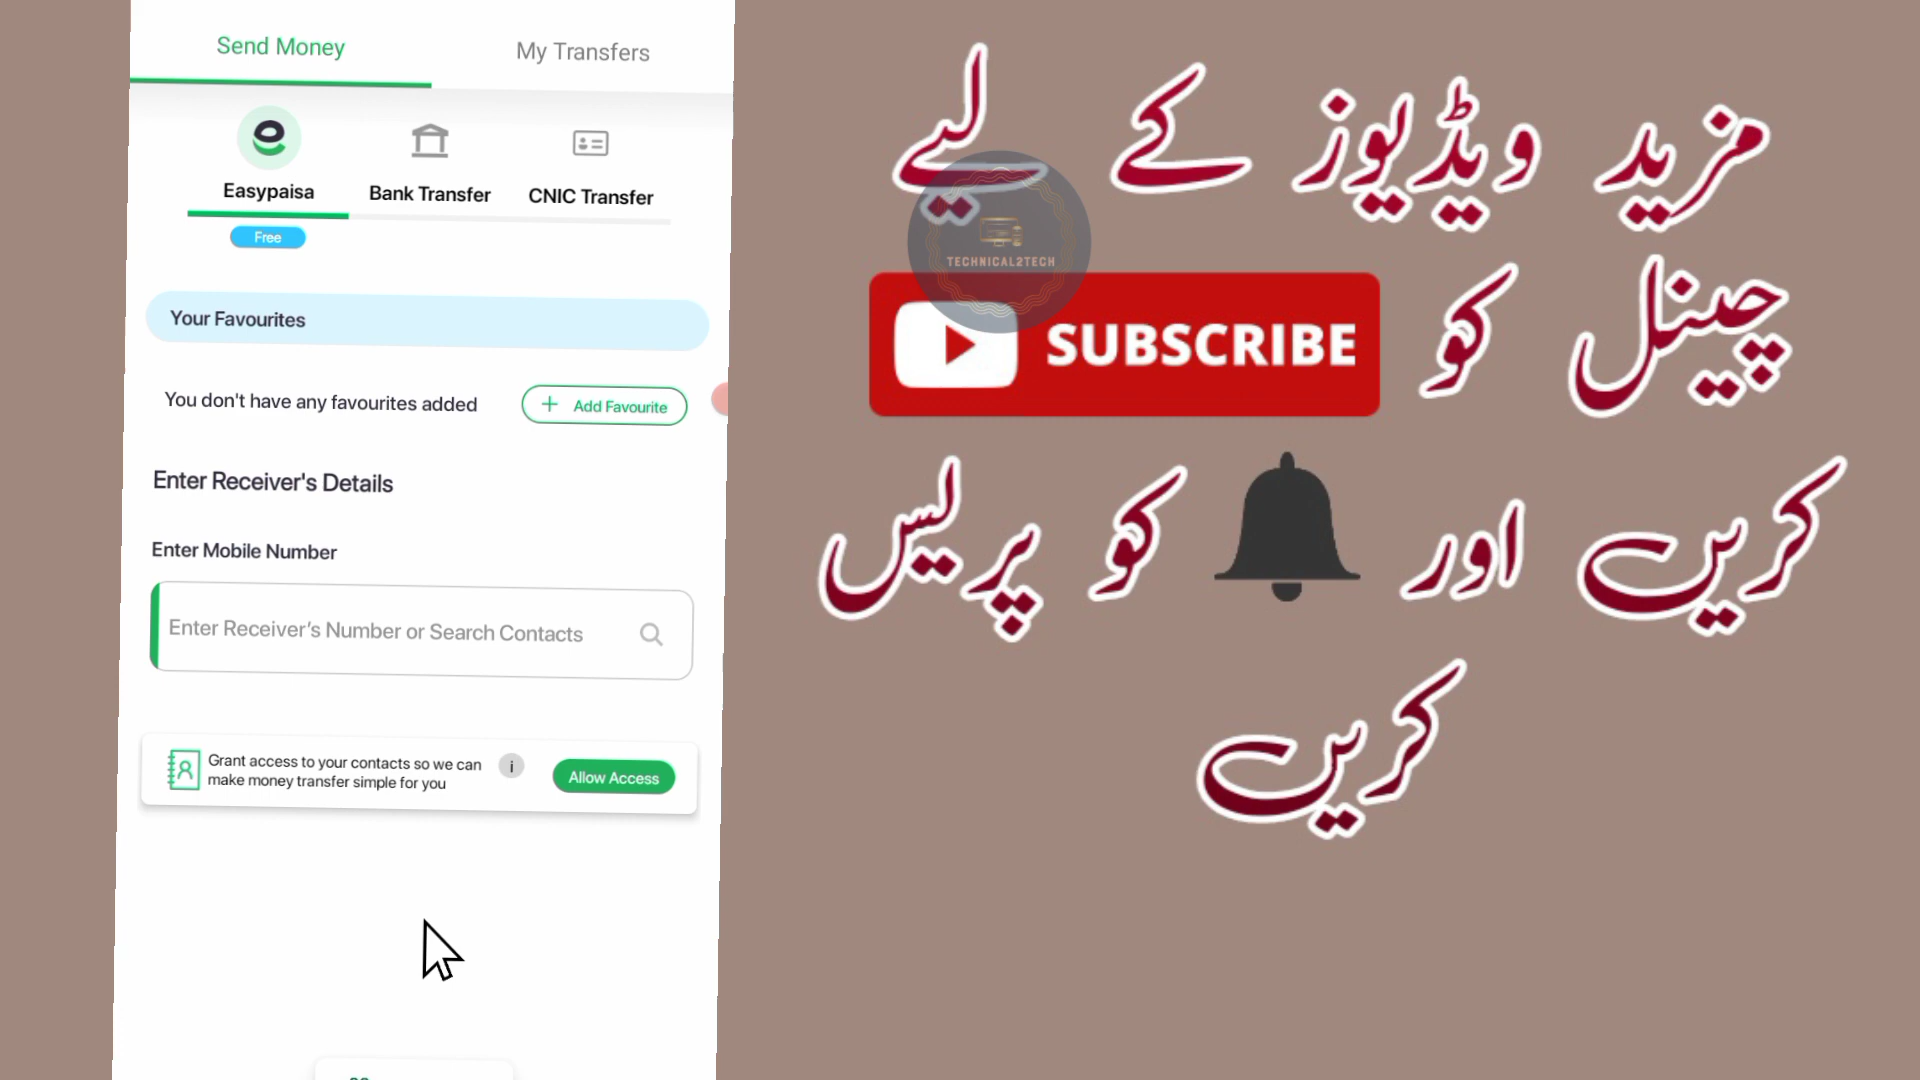 Send Money
My Transfers
Easypaisa
Bank Transfer
CNIC Transfer
Free
Your Favourites
You don't have any favourites added
+ Add Favourite
Enter Receiver's Details
Enter Mobile Number
Enter Receiver's Number or Search Contacts
Grant access to your contacts so we can
make money transfer simple for you
i
Allow Access
مزید ویڈیوز کے لیے
TECHNICAL2TECH
چینل کو SUBSCRIBE
کریں اور کو پریس
کریں